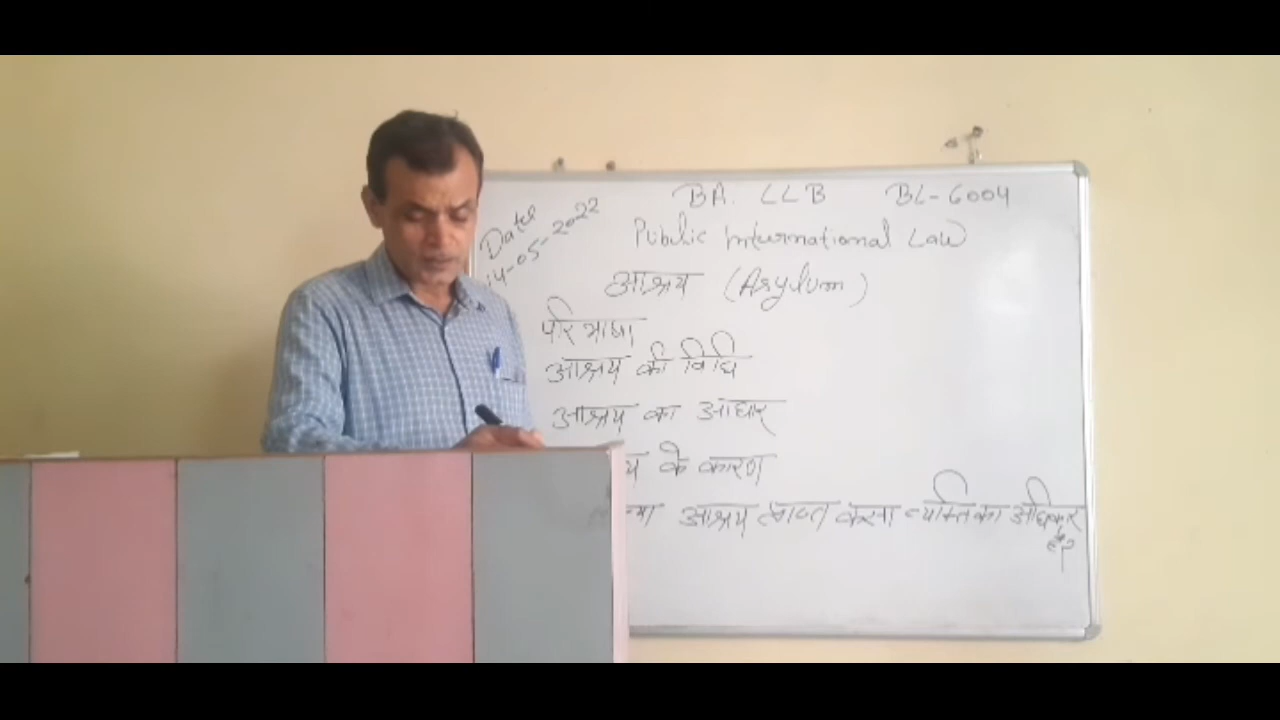 BA. LLB BL-6004
Date
14-05-2022
Public International Law
आश्रय (Asylum)
परिभाषा
आश्रय की विधि
आश्रय का आधार
य के कारण
क्या आश्रय प्राप्त करना व्यक्ति का अधिकार
है?